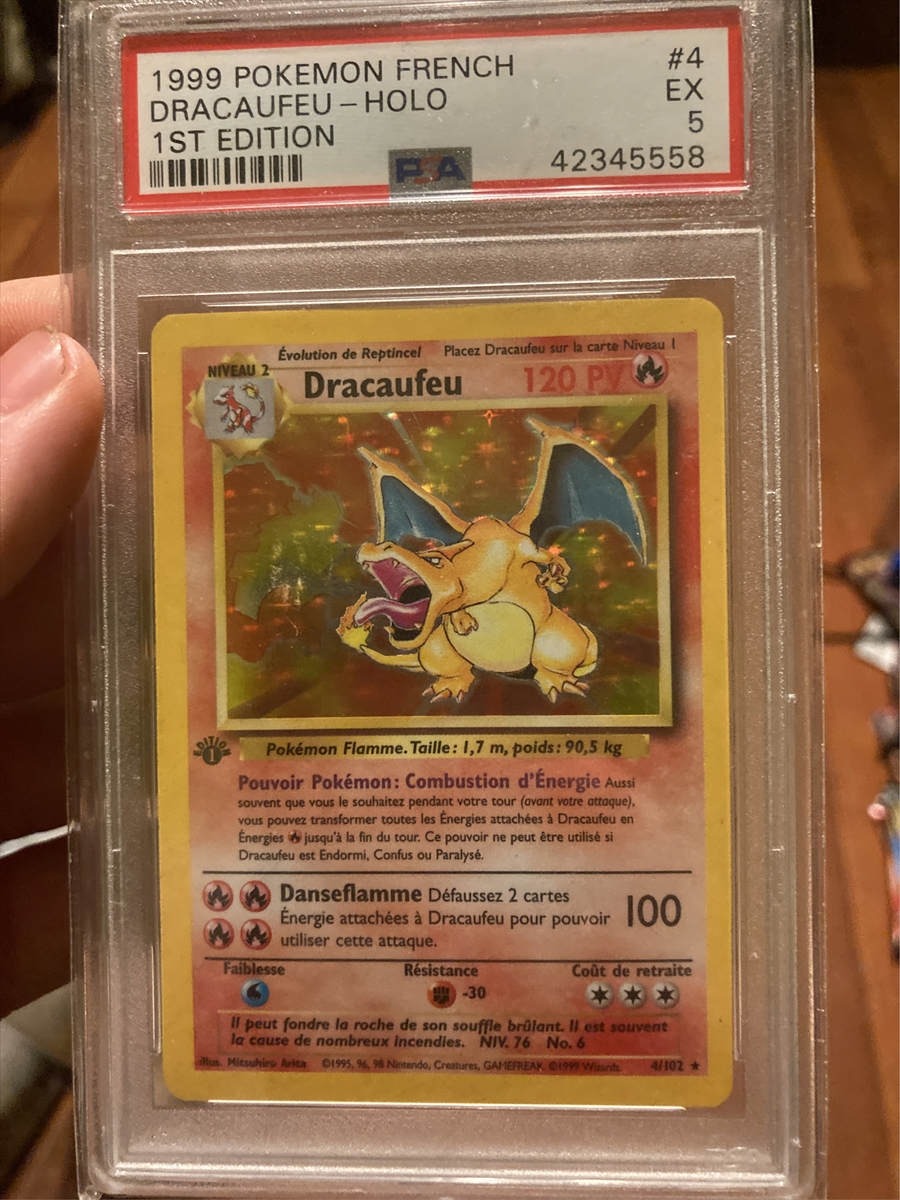 1999 POKEMON FRENCH #4
DRACAUFEU – HOLO EX
1ST EDITION 5
PSA 42345558
Évolution de Reptincel Placez Dracaufeu sur la carte Niveau 1
NIVEAU 2
Dracaufeu 120 PV
EDITION
1
Pokémon Flamme. Taille : 1,7 m, poids : 90,5 kg
Pouvoir Pokémon : Combustion d'Énergie Aussi
souvent que vous le souhaitez pendant votre tour (avant votre attaque),
vous pouvez transformer toutes les Énergies attachées à Dracaufeu en
Énergies jusqu'à la fin du tour. Ce pouvoir ne peut être utilisé si
Dracaufeu est Endormi, Confus ou Paralysé.
Danseflamme Défaussez 2 cartes
Énergie attachées à Dracaufeu pour pouvoir 100
utiliser cette attaque.
Faiblesse Résistance Coût de retraite
-30
Il peut fondre la roche de son souffle brûlant. Il est souvent
la cause de nombreux incendies. NIV. 76 No. 6
Illus. Mitsuhiro Arita ©1995, 96, 98 Nintendo, Creatures, GAMEFREAK ©1999 Wizards. 4/102 ★